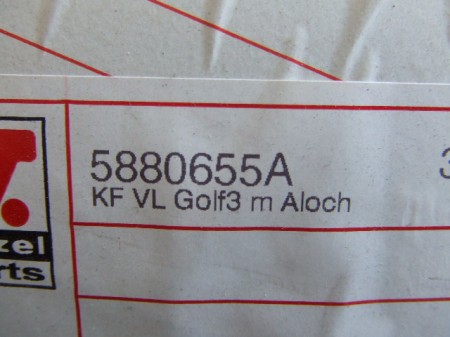 5880655A
KF VL Golf3 m Aloch
zel
rts